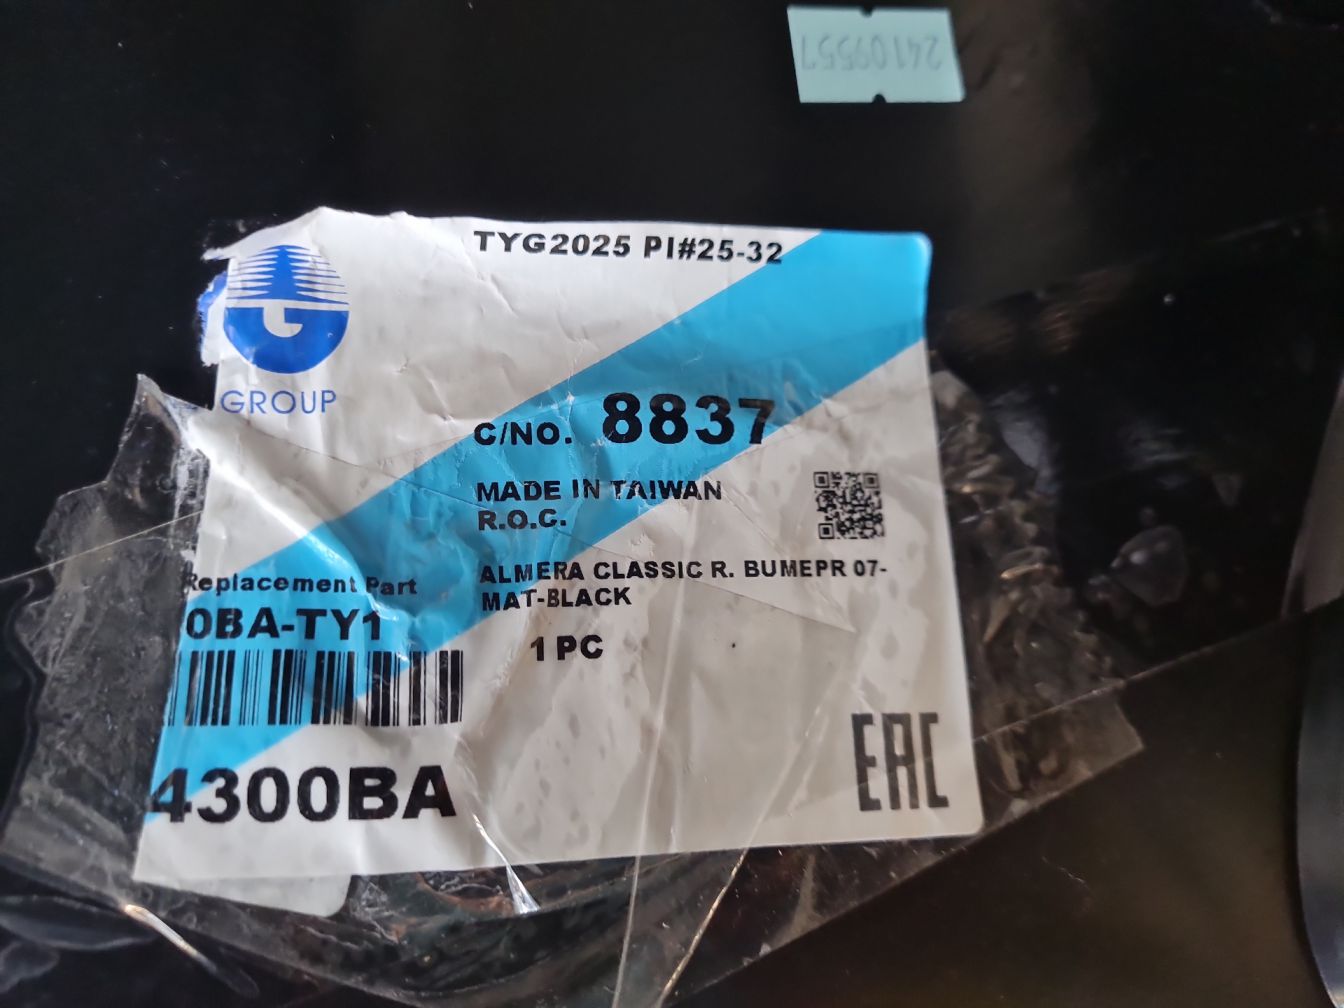 24109557
TYG2025 PI#25-32
G
GROUP
C/NO. 8837
MADE IN TAIWAN
R.O.C.
Replacement Part
ALMERA CLASSIC R. BUMEPR 07-
MAT-BLACK
0BA-TY1
1 PC
4300BA
EAC